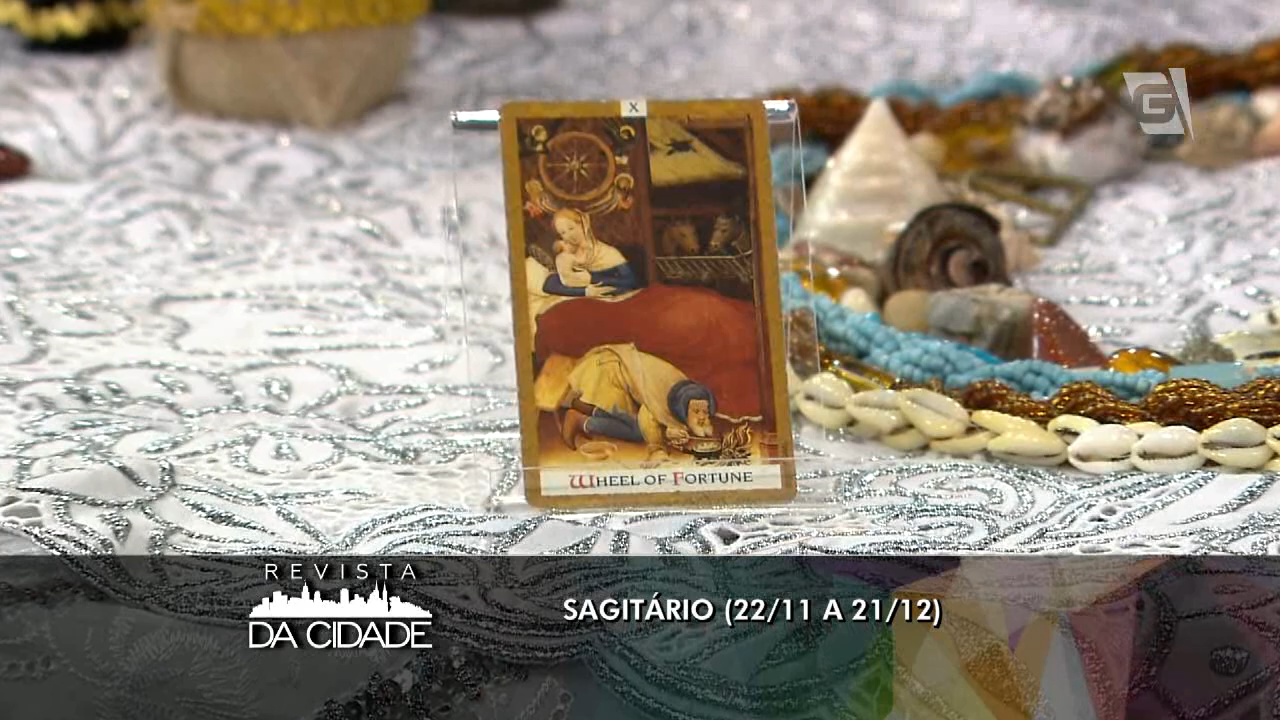 X
G
WHEEL OF FORTUNE
REVISTA
DA CIDADE
SAGITÁRIO (22/11 A 21/12)